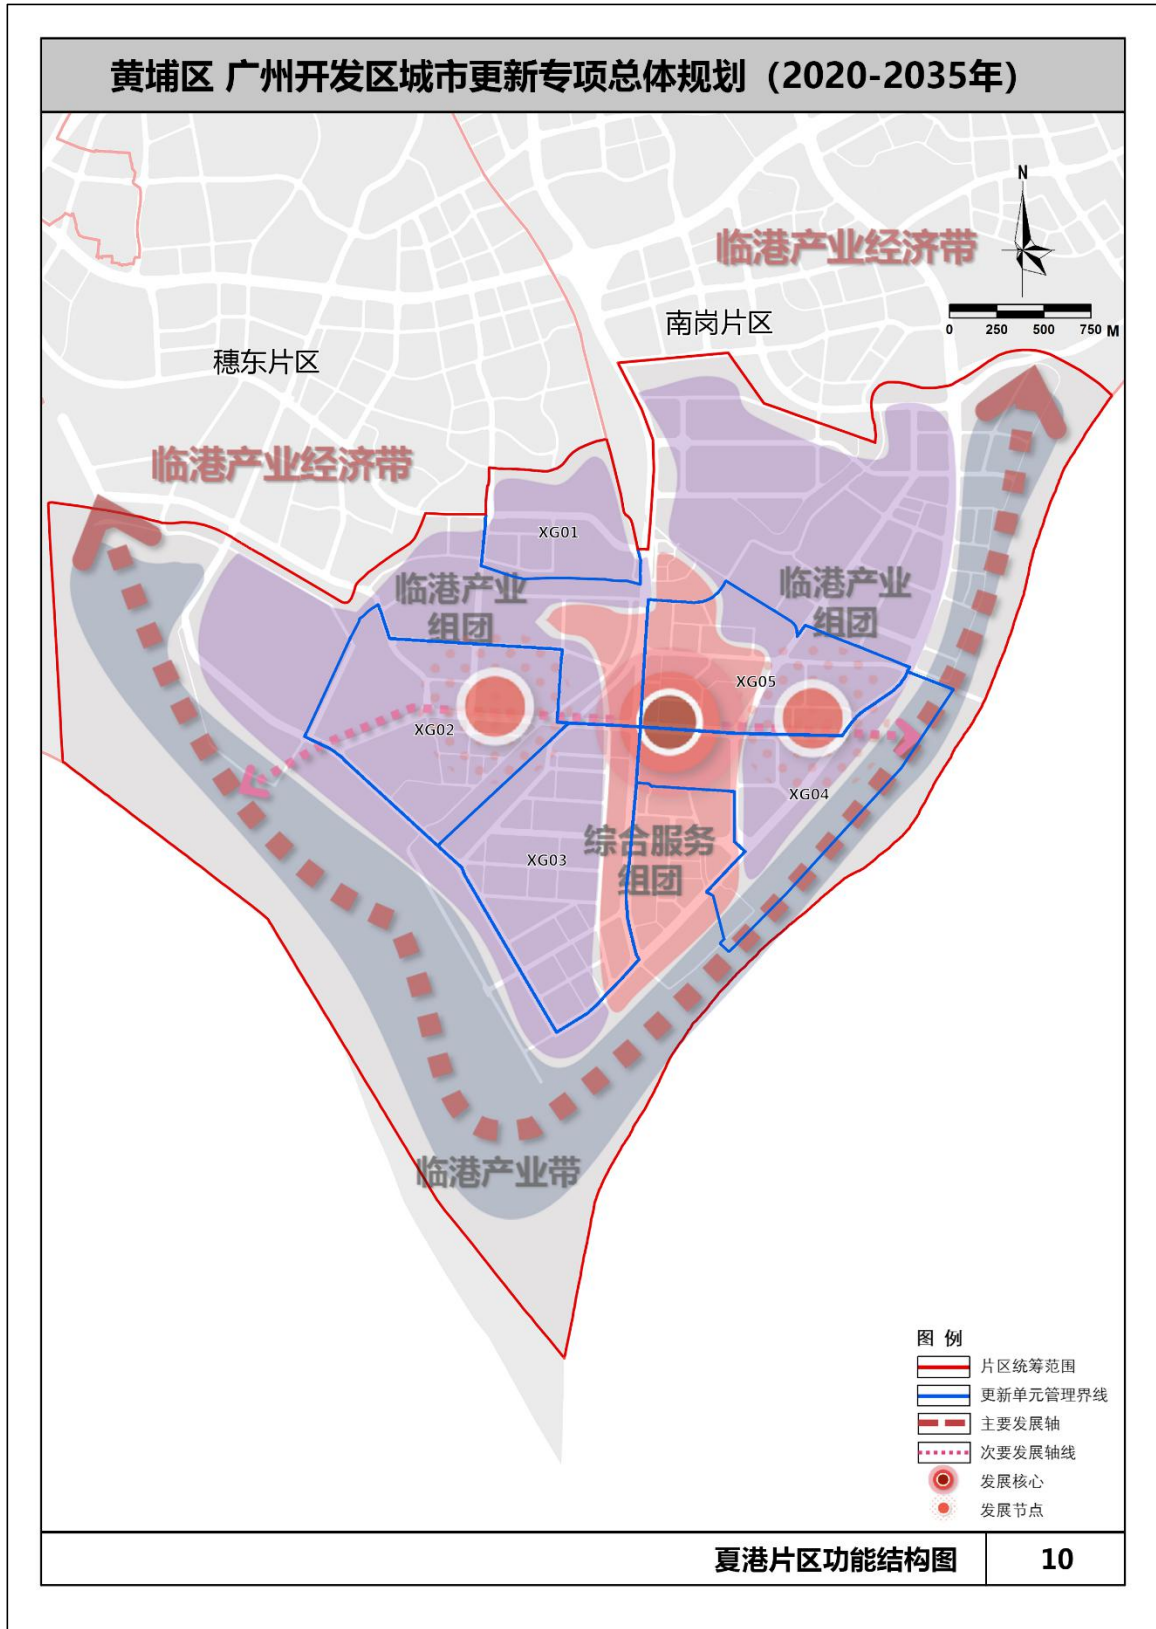 黄埔区 广州开发区城市更新专项总体规划（2020-2035年）
N
临港产业经济带
0 250 500 750 M
南岗片区
穗东片区
临港产业经济带
XG01
临港产业
组团
临港产业
组团
XG05
XG02
XG04
综合服务
组团
XG03
临港产业带
图 例
片区统筹范围
更新单元管理界线
主要发展轴
次要发展轴线
发展核心
发展节点
夏港片区功能结构图
10